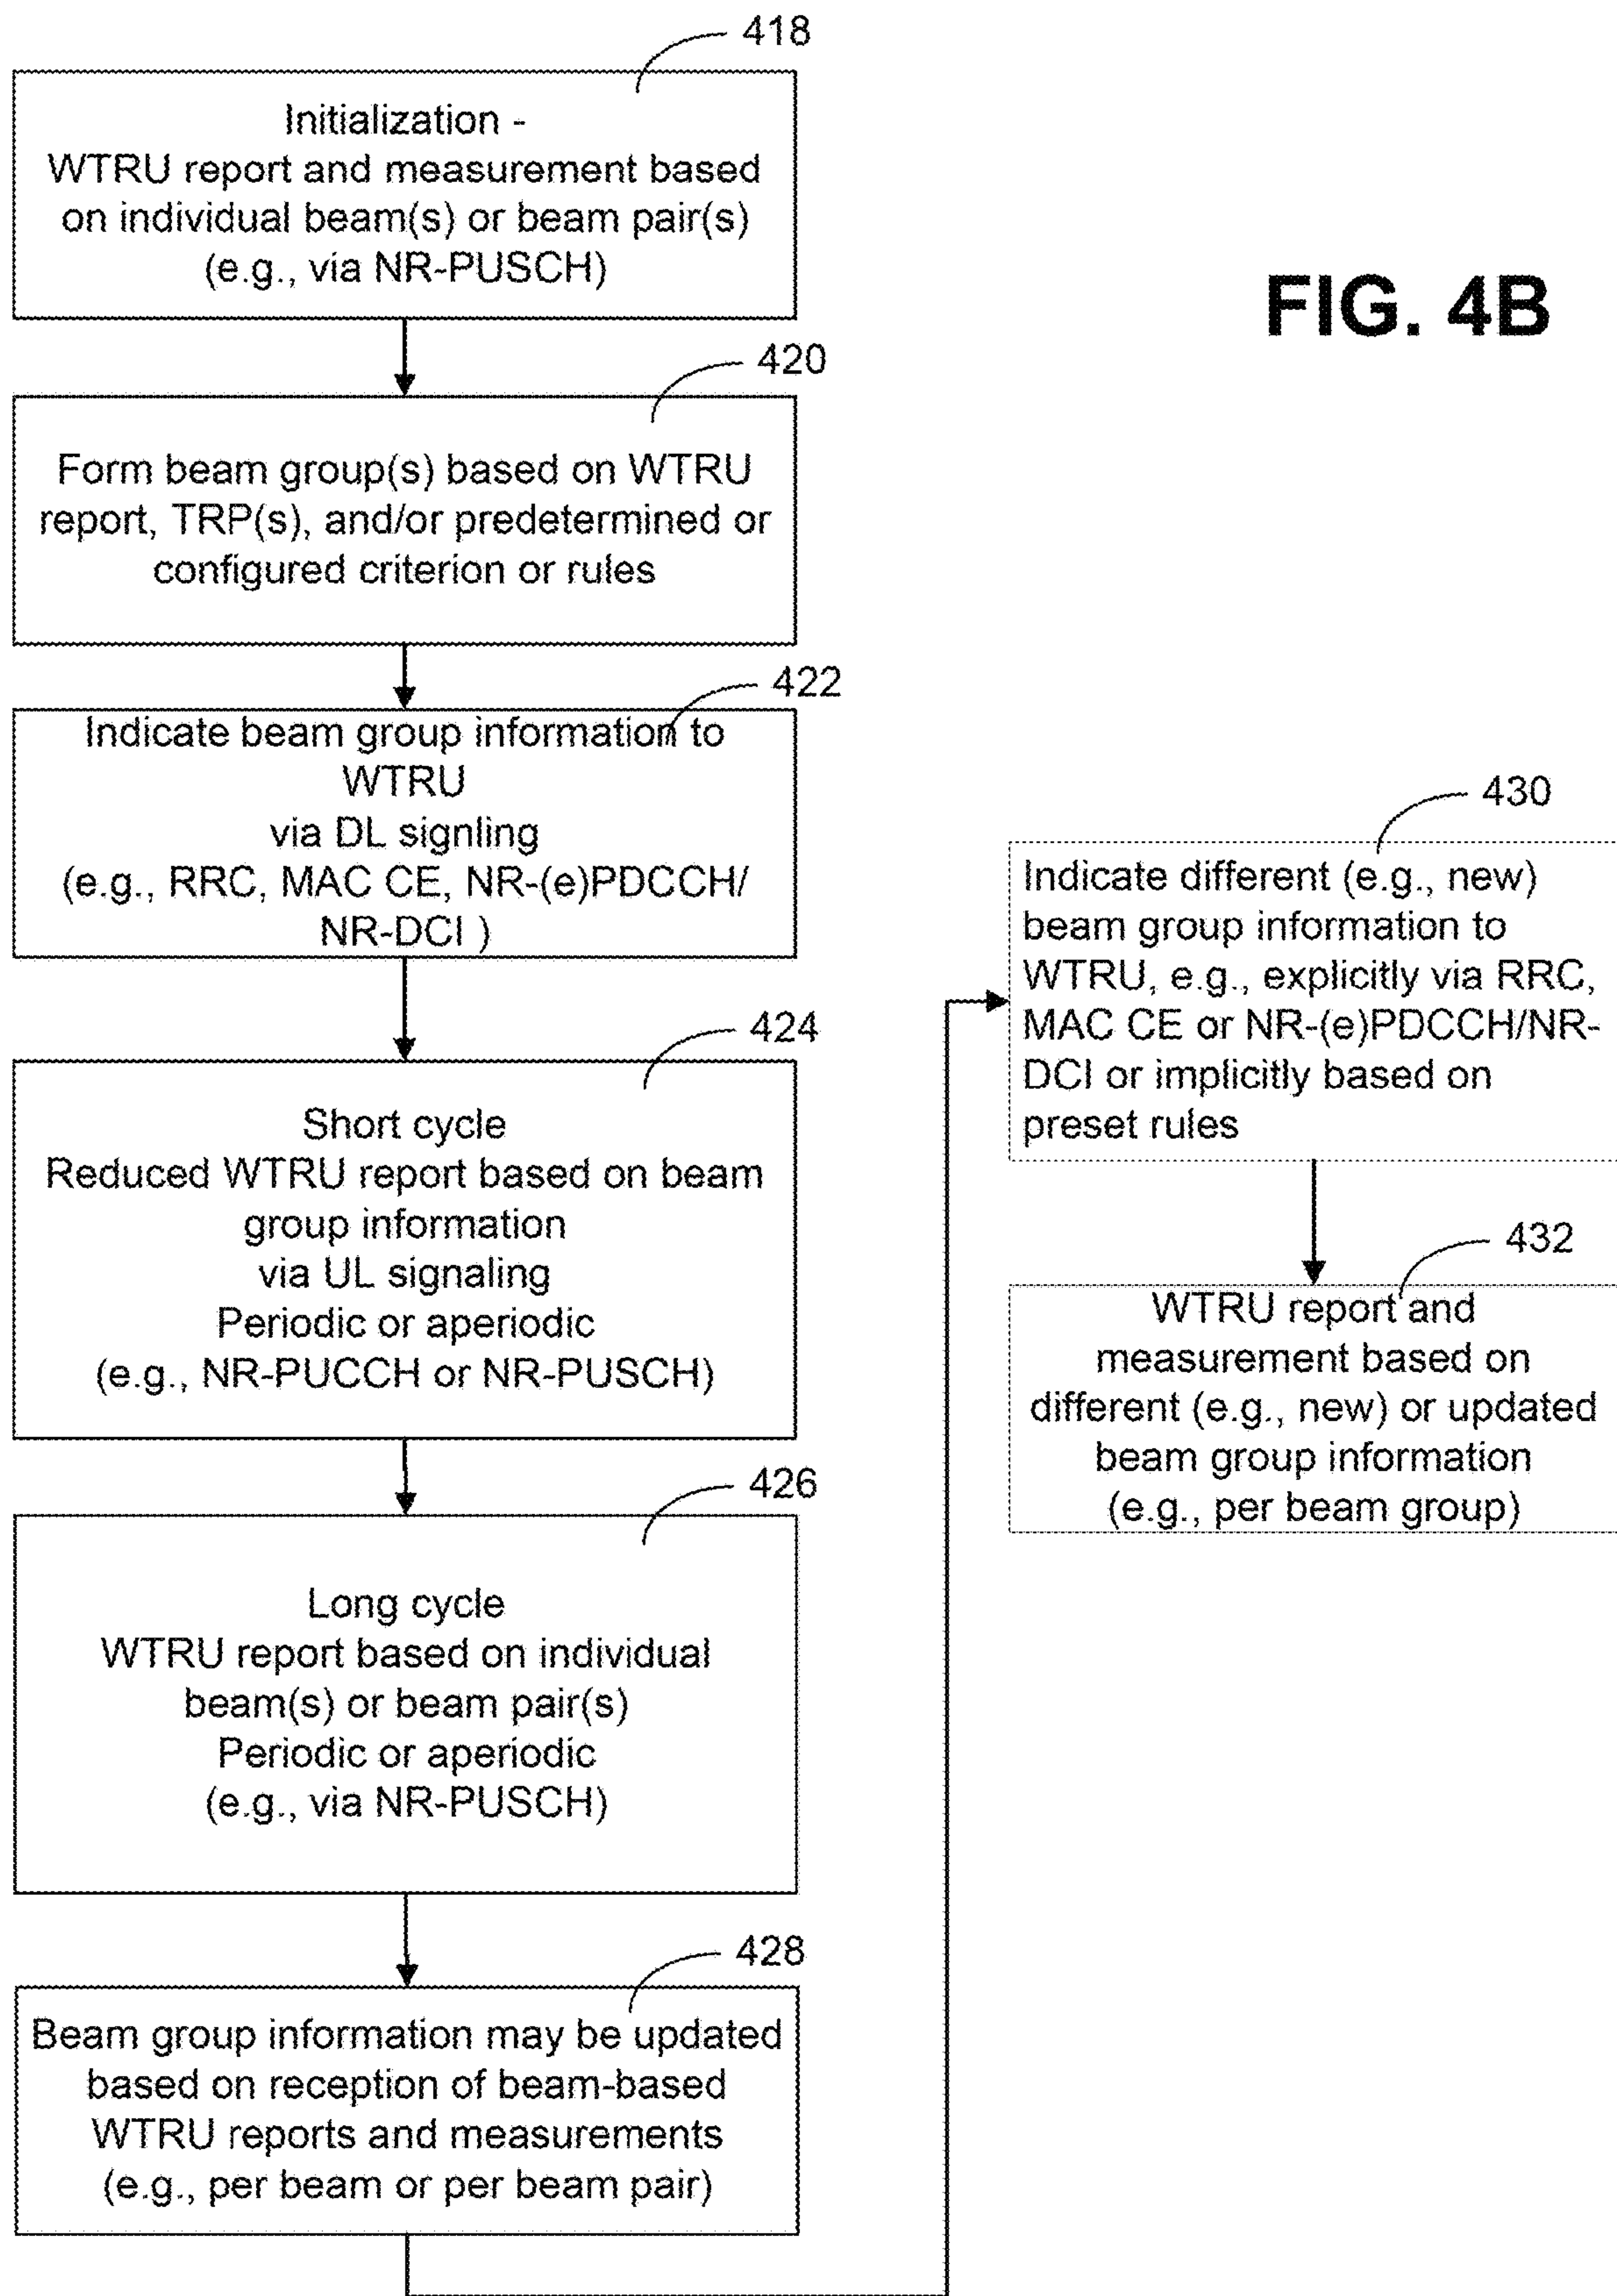 418
Initialization -
WTRU report and measurement based
on individual beam(s) or beam pair(s)
(e.g., via NR-PUSCH)
FIG. 4B
420
Form beam group(s) based on WTRU
report, TRP(s), and/or predetermined or
configured criterion or rules
422
Indicate beam group information to
WTRU
via DL signling
(e.g., RRC, MAC CE, NR-(e)PDCCH/
NR-DCI )
424
Short cycle
Reduced WTRU report based on beam
group information
via UL signaling
Periodic or aperiodic
(e.g., NR-PUCCH or NR-PUSCH)
426
Long cycle
WTRU report based on individual
beam(s) or beam pair(s)
Periodic or aperiodic
(e.g., via NR-PUSCH)
428
Beam group information may be updated
based on reception of beam-based
WTRU reports and measurements
(e.g., per beam or per beam pair)
430
Indicate different (e.g., new)
beam group information to
WTRU, e.g., explicitly via RRC,
MAC CE or NR-(e)PDCCH/NR-
DCI or implicitly based on
preset rules
432
WTRU report and
measurement based on
different (e.g., new) or updated
beam group information
(e.g., per beam group)